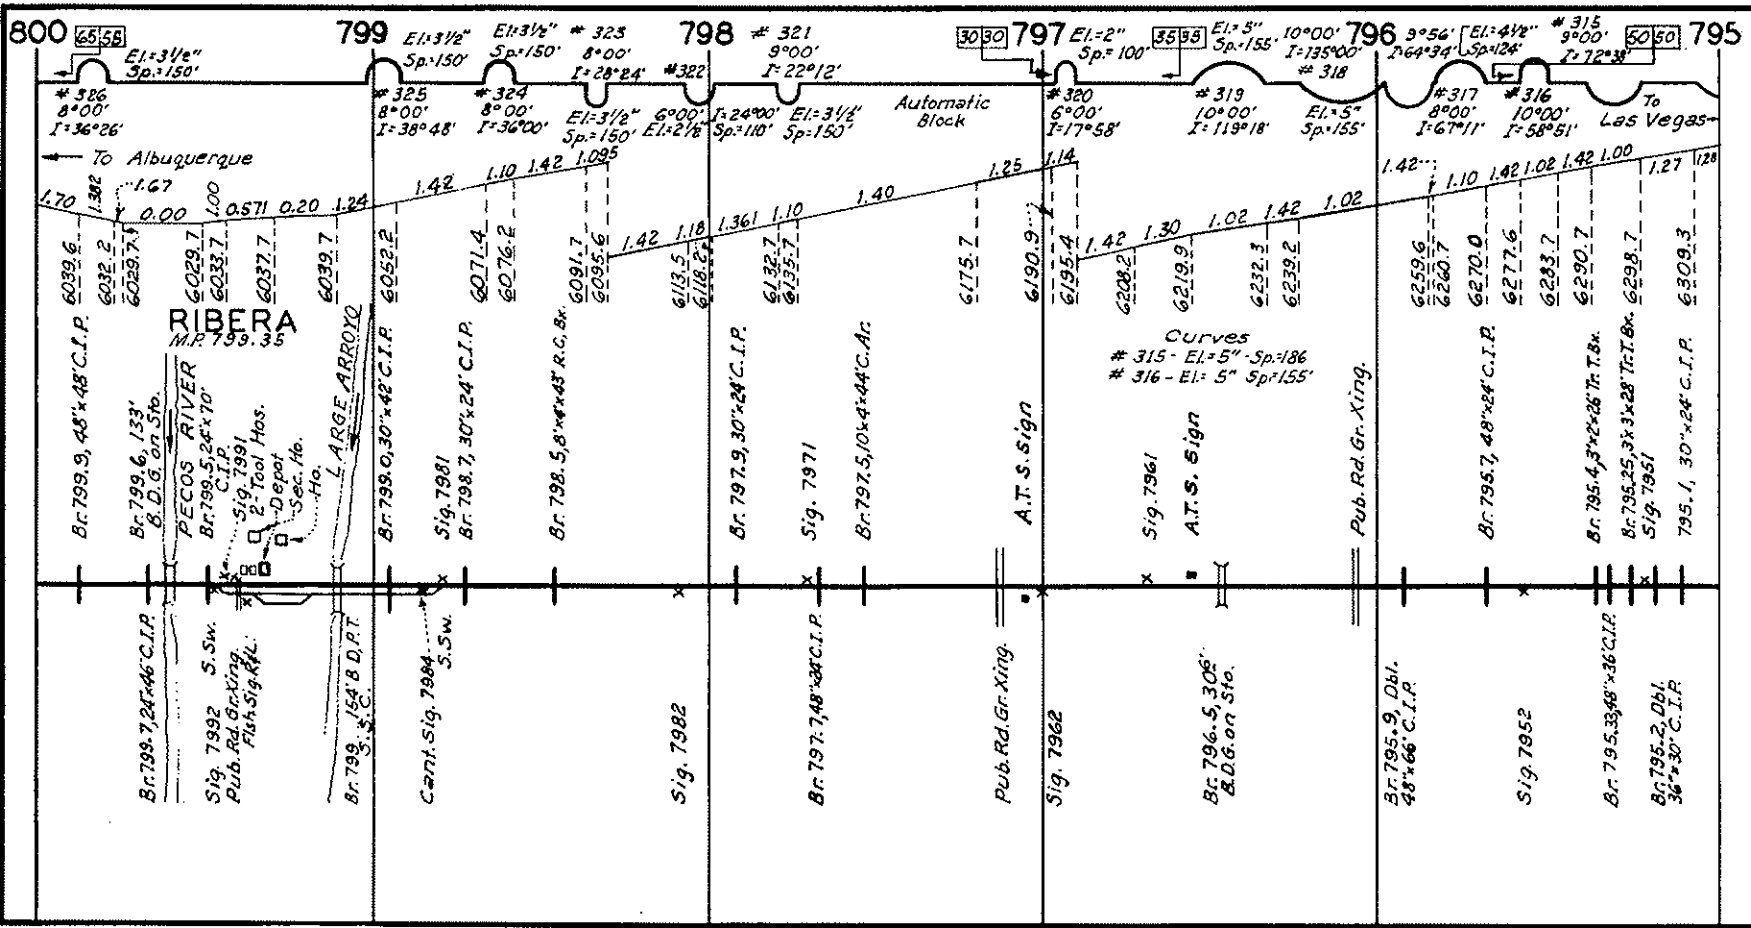 800
65 55
El.=3½"
Sp.=150'
799
El.=3½"
Sp.=150'
El.=3½"
Sp.=150'
# 323
8°00'
I=28°24'
798
# 321
9°00'
I=22°12'
30 30
797
El.=2"
Sp.=100'
35 35
El.=5"
Sp.=155'
10°00'
I=135°00'
# 318
796
9°56'
I=64°34'
El.=4½"
Sp.=124'
# 315
9°00'
I=72°38'
50 50
795
# 326
8°00'
I=36°26'
# 325
8°00'
I=38°48'
# 324
8°00'
I=36°00'
El.=3½"
Sp.=150'
#322
6°00'
El.=2½"
I=24°00'
Sp.=110'
El.=3½"
Sp.=150'
Automatic
Block
#320
6°00'
I=17°58'
#319
10°00'
I=119°18'
El.=5"
Sp.=155'
#317
8°00'
I=67°11'
#316
10°00'
I=58°51'
To
Las Vegas
To Albuquerque
1.70
1.382
1.67
0.00
1.00
0.571
0.20
1.24
1.42
1.10
1.42
1.095
1.42
1.18
1.361
1.10
1.40
1.25
1.14
1.42
1.30
1.02
1.42
1.02
1.42
1.10
1.42
1.02
1.42
1.00
1.27
1.28
6039.6
6032.2
6029.7
6029.7
6033.7
6037.7
6039.7
6052.2
6071.4
6076.2
6091.7
6095.6
6113.5
6118.2
6132.7
6135.7
6175.7
6190.9
6195.4
6208.2
6219.9
6232.3
6239.2
6259.6
6260.7
6270.0
6277.6
6283.7
6290.7
6298.7
6309.3
RIBERA
M.P. 799.35
Curves
# 315 - El.=5" - Sp.=186
# 316 - El.= 5" Sp.=155'
Br. 799.9, 48"x48' C.I.P.
Br. 799.6, 133'
B.D.G. on Sto.
PECOS RIVER
Br. 799.5, 24"x70'
C.I.P.
Sig. 7991
2-Tool Hos.
Depot
Sec. Ho.
Ho.
LARGE ARROYO
Br. 799.0, 30"x42' C.I.P.
Sig. 7981
Br. 798.7, 30"x24' C.I.P.
Br. 798.5, 8'x4'x43' R.C. Bx.
Br. 797.9, 30"x24' C.I.P.
Sig. 7971
Br. 797.5, 10'x4'x44' C. Ar.
A.T.S. Sign
Sig. 7961
A.T.S. Sign
Pub. Rd. Gr. Xing.
Br. 795.7, 48"x24' C.I.P.
Br. 795.4, 3'x2'x26' Tr. T. Bx.
Br. 795.25, 3'x3'x28' Tr. T. Bx.
Sig. 7951
795.1, 30"x24' C.I.P.
Br. 799.7, 24"x46' C.I.P.
Sig. 7992
S. Sw.
Pub. Rd. Gr. Xing.
Br. 799 154' B.D.P.T.
S.S.C.
Cant. Sig. 7984
S. Sw.
Sig. 7982
Br. 797.7, 48"x24' C.I.P.
Pub. Rd. Gr. Xing.
Sig. 7962
Br. 796.5, 306'
B.D.G. on Sto.
Br. 795.9, Dbl.
48"x66' C.I.P.
Sig. 7952
Br. 795.33, 48"x36' C.I.P.
Br. 795.2, Dbl.
36"x30' C.I.P.